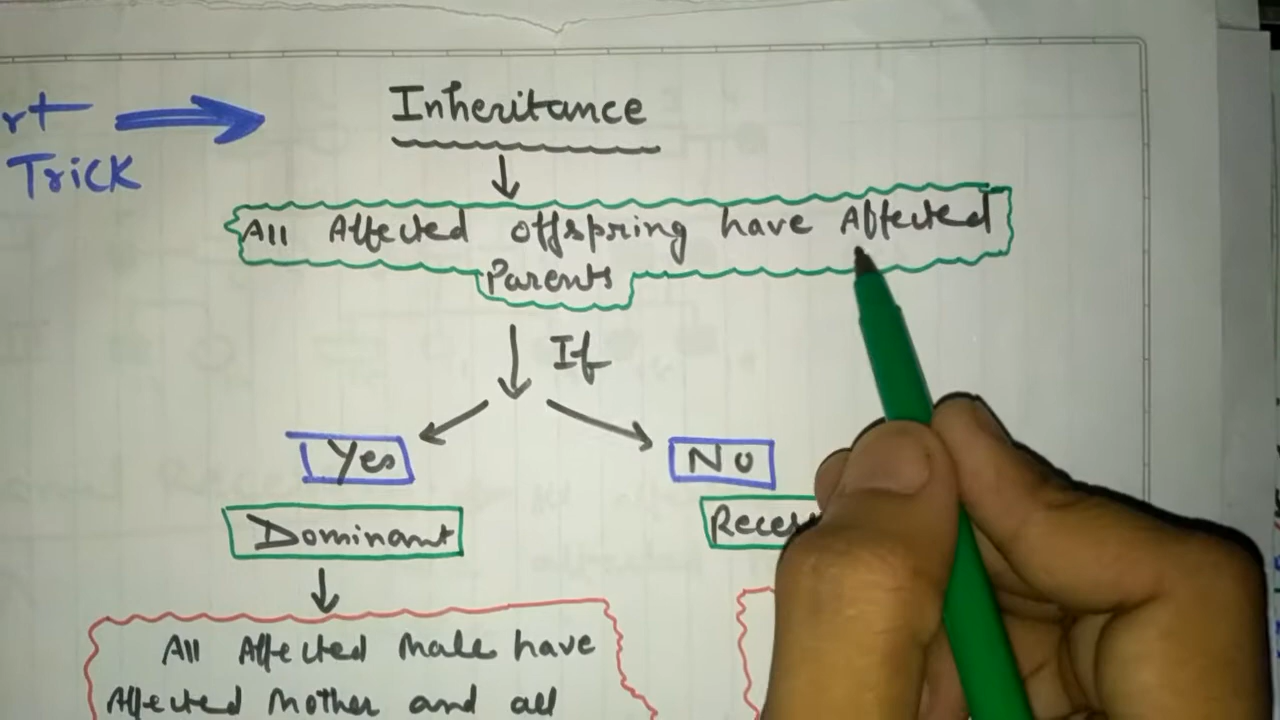 rt
Trick
Inheritance
All Affected offspring have Affected
Parents
If
Yes
No
Dominant
Reces
All Affected male have
Affected Mother and all